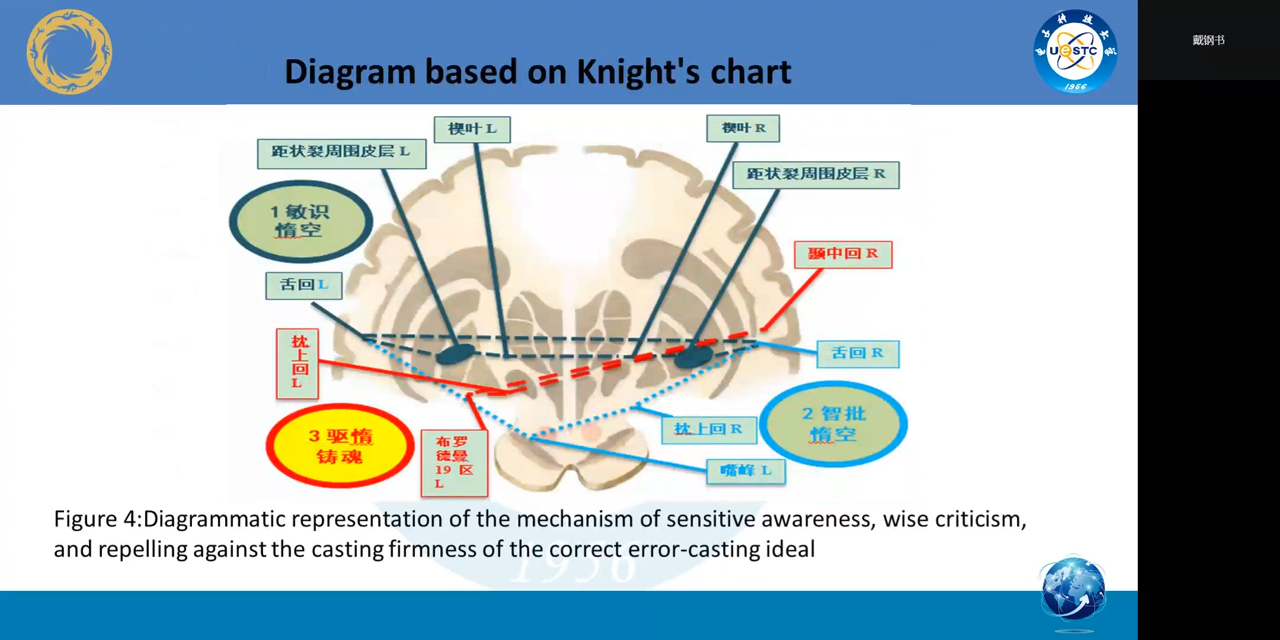 Diagram based on Knight's chart
UESTC
1956
戴钢书
楔叶 L
楔叶 R
距状裂周围皮层 L
距状裂周围皮层 R
1 敏识
惰空
颞中回 R
舌回 L
枕
上
回
L
舌回 R
2 智批
惰空
枕上回 R
3 驱惰
铸魂
布罗
德曼
19 区
L
嘴峰 L
Figure 4:Diagrammatic representation of the mechanism of sensitive awareness, wise criticism,
and repelling against the casting firmness of the correct error-casting ideal
1956